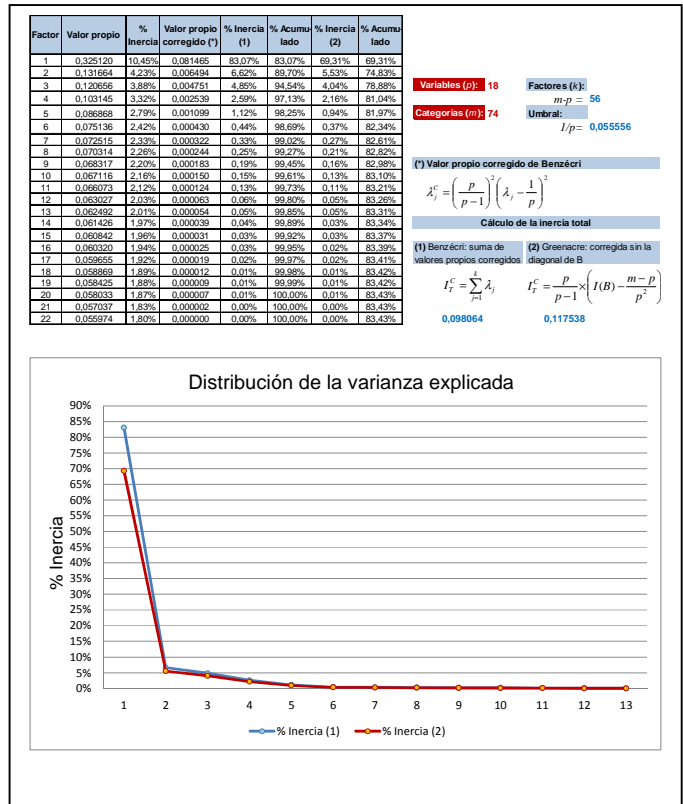 Factor Valor propio % Inercia Valor propio corregido (*) % Inercia (1) % Acumu-lado % Inercia (2) % Acumu-lado
1 0,325120 10,45% 0,081465 83,07% 83,07% 69,31% 69,31%
2 0,131664 4,23% 0,006494 6,62% 89,70% 5,53% 74,83%
3 0,120656 3,88% 0,004751 4,85% 94,54% 4,04% 78,88%
4 0,103145 3,32% 0,002539 2,59% 97,13% 2,16% 81,04%
5 0,086868 2,79% 0,001099 1,12% 98,25% 0,94% 81,97%
6 0,075136 2,42% 0,000430 0,44% 98,69% 0,37% 82,34%
7 0,072515 2,33% 0,000322 0,33% 99,02% 0,27% 82,61%
8 0,070314 2,26% 0,000244 0,25% 99,27% 0,21% 82,82%
9 0,068317 2,20% 0,000183 0,19% 99,45% 0,16% 82,98%
10 0,067116 2,16% 0,000150 0,15% 99,61% 0,13% 83,10%
11 0,066073 2,12% 0,000124 0,13% 99,73% 0,11% 83,21%
12 0,063027 2,03% 0,000063 0,06% 99,80% 0,05% 83,26%
13 0,062492 2,01% 0,000054 0,05% 99,85% 0,05% 83,31%
14 0,061426 1,97% 0,000039 0,04% 99,89% 0,03% 83,34%
15 0,060842 1,96% 0,000031 0,03% 99,92% 0,03% 83,37%
16 0,060320 1,94% 0,000025 0,03% 99,95% 0,02% 83,39%
17 0,059655 1,92% 0,000019 0,02% 99,97% 0,02% 83,41%
18 0,058869 1,89% 0,000012 0,01% 99,98% 0,01% 83,42%
19 0,058425 1,88% 0,000009 0,01% 99,99% 0,01% 83,42%
20 0,058033 1,87% 0,000007 0,01% 100,00% 0,01% 83,43%
21 0,057037 1,83% 0,000002 0,00% 100,00% 0,00% 83,43%
22 0,055974 1,80% 0,000000 0,00% 100,00% 0,00% 83,43%
Variables (p): 18 Factores (k):
m-p = 56
Categorías (m): 74 Umbral:
1/p= 0,055556
(*) Valor propio corregido de Benzécri
λ_j^C = (p/(p−1))^2 (λ_j − 1/p)^2
Cálculo de la inercia total
(1) Benzécri: suma de valores propios corregidos
(2) Greenacre: corregida sin la diagonal de B
I_T^C = Σ_{j=1}^{k} λ_j
I_T^C = p/(p−1) × (I(B) − (m−p)/p^2)
0,098064 0,117538
Distribución de la varianza explicada
% Inercia
90%
85%
80%
75%
70%
65%
60%
55%
50%
45%
40%
35%
30%
25%
20%
15%
10%
5%
0%
1 2 3 4 5 6 7 8 9 10 11 12 13
% Inercia (1) % Inercia (2)